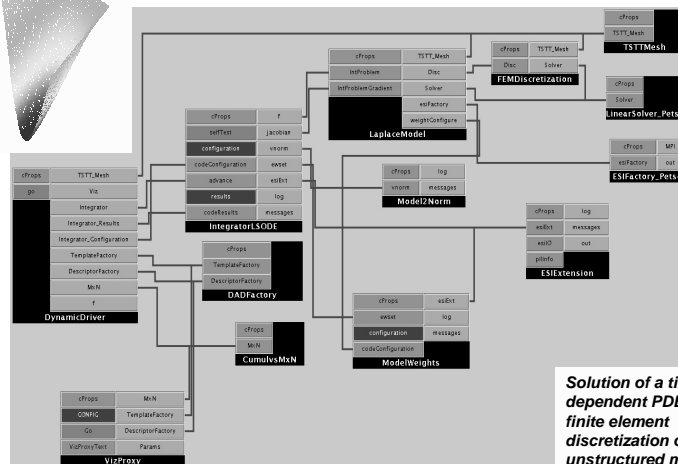 cProps
TSTT_Mesh
TSTTMesh
cProps TSTT_Mesh
Disc Solver
FEMDiscretization
cProps TSTT_Mesh
IntProblem Disc
IntProblemGradient Solver
esiFactory
weightConfigure
LaplaceModel
cProps
Solver
LinearSolver_Pets
cProps MPI
esiFactory out
ESIFactory_Pets
cProps f
selfTest jacobian
configuration vnorm
codeConfiguration ewset
advance esiExt
results log
codeResults messages
IntegratorLSODE
cProps log
vnorm messages
Model2Norm
cProps TSTT_Mesh
go Viz
Integrator
Integrator_Results
Integrator_Configuration
TemplateFactory
DescriptorFactory
MxN
f
DynamicDriver
cProps log
esiExt messages
esiIO out
pllInfo
ESIExtension
cProps
TemplateFactory
DescriptorFactory
DADFactory
cProps
MxN
CumulvsMxN
cProps esiExt
ewset log
configuration messages
codeConfiguration
ModelWeights
cProps MxN
CONFIG TemplateFactory
Go DescriptorFactory
VizProxyText Params
VizProxy
Solution of a ti
dependent PDE
finite element
discretization o
unstructured m